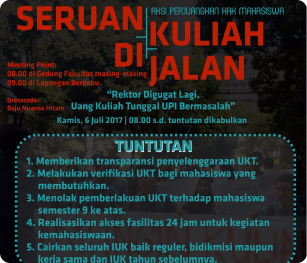 SERUAN
AKSI PERJUANGKAN HAK MAHASISWA
DI
KULIAH
JALAN
Meeting Point:
08.00 di Gedung Fakultas masing-masing
09.00 di Lapangan Berdebu
Dresscode:
Baju Nuansa Hitam
“Rektor Digugat Lagi,
Uang Kuliah Tunggal UPI Bermasalah”
Kamis, 6 Juli 2017 | 08.00 s.d. tuntutan dikabulkan
TUNTUTAN
1. Memberikan transparansi penyelenggaraan UKT.
2. Melakukan verifikasi UKT bagi mahasiswa yang
membutuhkan.
3. Menolak pemberlakuan UKT terhadap mahasiswa
semester 9 ke atas.
4. Realisasikan akses fasilitas 24 jam untuk kegiatan
kemahasiswaan.
5. Cairkan seluruh IUK baik reguler, bidikmisi maupun
kerja sama dan IUK tahun sebelumnya.